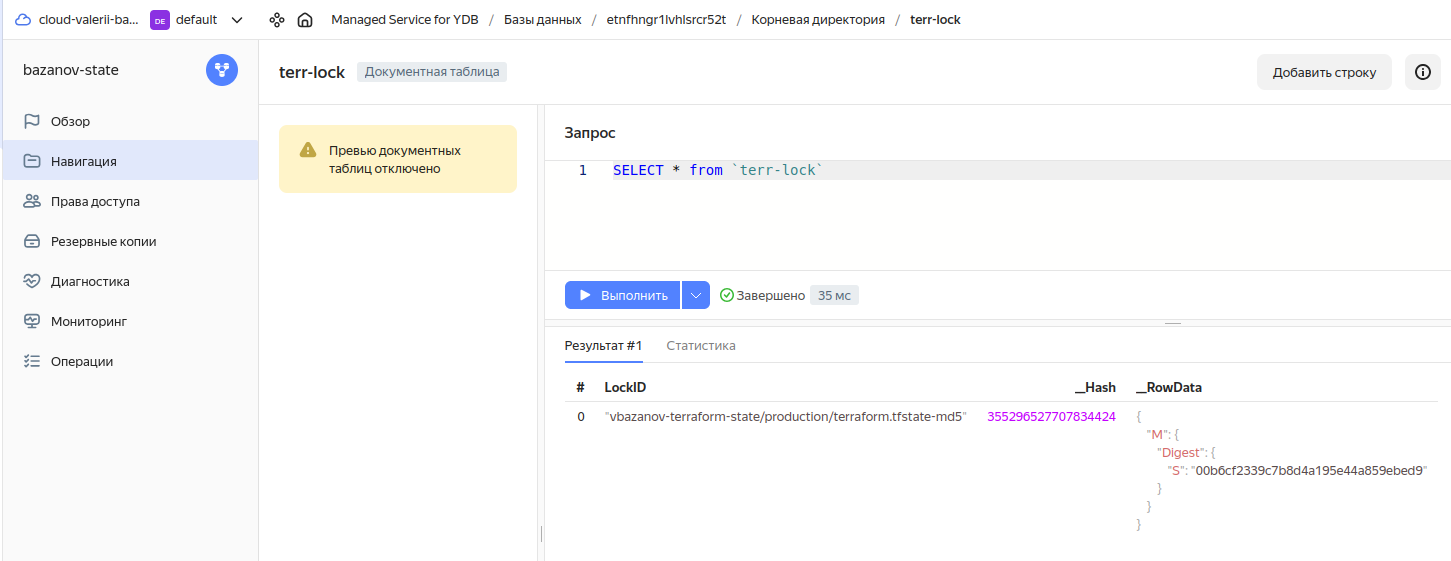 cloud-valerii-ba... DE default Managed Service for YDB / Базы данных / etnfhngr1lvhlsrcr52t / Корневая директория / terr-lock
bazanov-state
Обзор
Навигация
Права доступа
Резервные копии
Диагностика
Мониторинг
Операции
terr-lock Документная таблица
Добавить строку
Превью документных
таблиц отключено
Запрос
1 SELECT * from `terr-lock`
Выполнить Завершено 35 мс
Результат #1 Статистика
# LockID __Hash __RowData
0 "vbazanov-terraform-state/production/terraform.tfstate-md5" 355296527707834424 {
"M": {
"Digest": {
"S": "00b6cf2339c7b8d4a195e44a859ebed9"
}
}
}